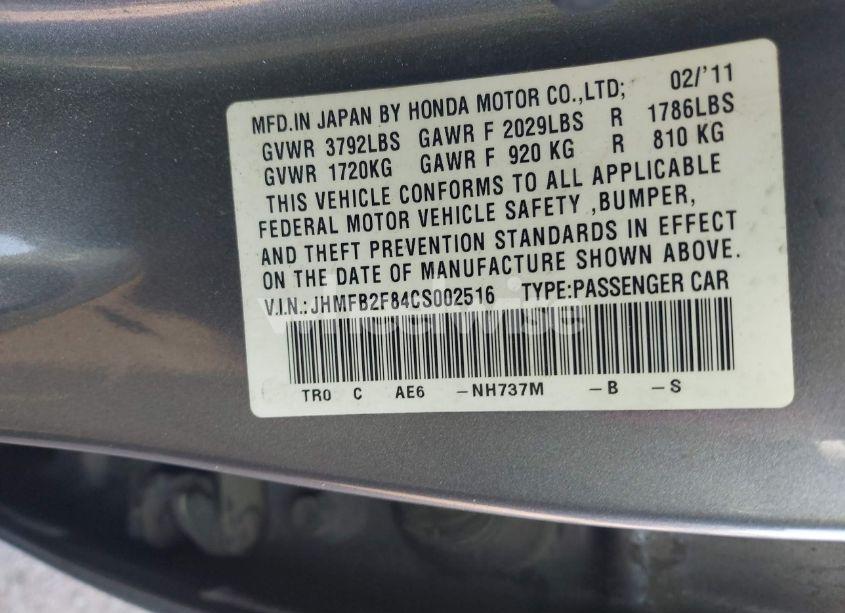 MFD.IN JAPAN BY HONDA MOTOR CO.,LTD; 02/'11
GVWR 3792LBS GAWR F 2029LBS R 1786LBS
GVWR 1720KG GAWR F 920 KG R 810 KG
THIS VEHICLE CONFORMS TO ALL APPLICABLE
FEDERAL MOTOR VEHICLE SAFETY ,BUMPER,
AND THEFT PREVENTION STANDARDS IN EFFECT
ON THE DATE OF MANUFACTURE SHOWN ABOVE.
V.I.N.:JHMFB2F84CS002516 TYPE:PASSENGER CAR
wheelwise
TR0 C AE6 -NH737M -B -S